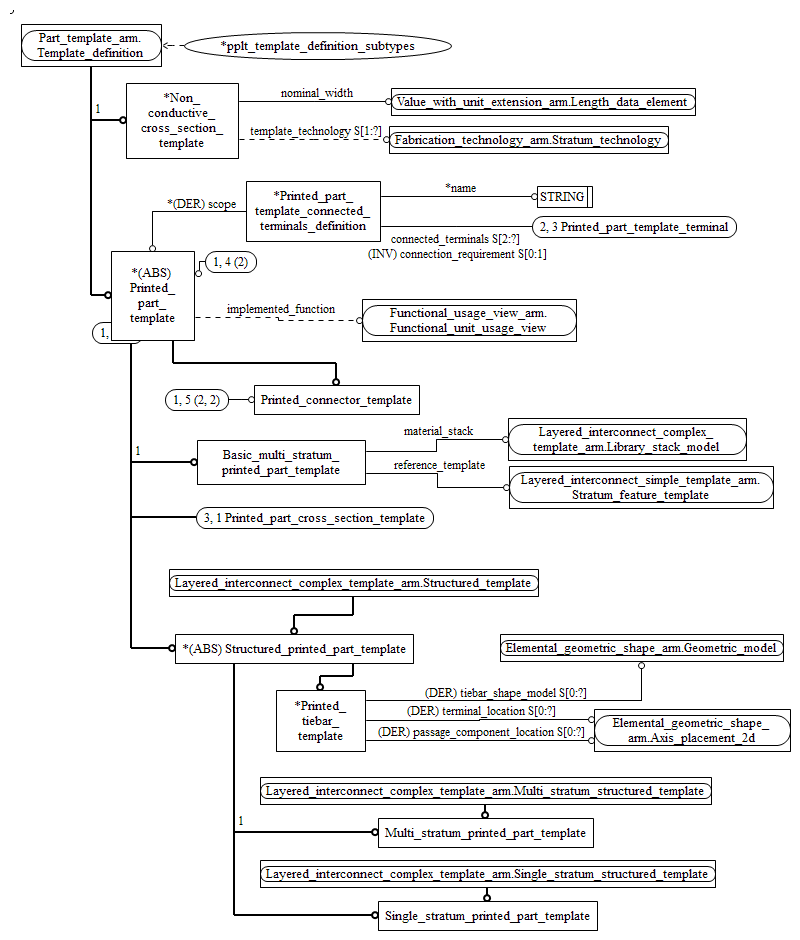 Part_template_arm.
Template_definition
*pplt_template_definition_subtypes
1
*Non_
conductive_
cross_section_
template
nominal_width
Value_with_unit_extension_arm.Length_data_element
template_technology S[1:?]
Fabrication_technology_arm.Stratum_technology
*(DER) scope
*Printed_part_
template_connected_
terminals_definition
*name
STRING
2, 3 Printed_part_template_terminal
connected_terminals S[2:?]
(INV) connection_requirement S[0:1]
*(ABS)
Printed_
part_
template
1, 4 (2)
implemented_function
Functional_usage_view_arm.
Functional_unit_usage_view
1,
1, 5 (2, 2)
Printed_connector_template
1
Basic_multi_stratum_
printed_part_template
material_stack
Layered_interconnect_complex_
template_arm.Library_stack_model
reference_template
Layered_interconnect_simple_template_arm.
Stratum_feature_template
3, 1 Printed_part_cross_section_template
Layered_interconnect_complex_template_arm.Structured_template
*(ABS) Structured_printed_part_template
Elemental_geometric_shape_arm.Geometric_model
*Printed_
tiebar_
template
(DER) tiebar_shape_model S[0:?]
(DER) terminal_location S[0:?]
(DER) passage_component_location S[0:?]
Elemental_geometric_shape_
arm.Axis_placement_2d
Layered_interconnect_complex_template_arm.Multi_stratum_structured_template
1
Multi_stratum_printed_part_template
Layered_interconnect_complex_template_arm.Single_stratum_structured_template
Single_stratum_printed_part_template